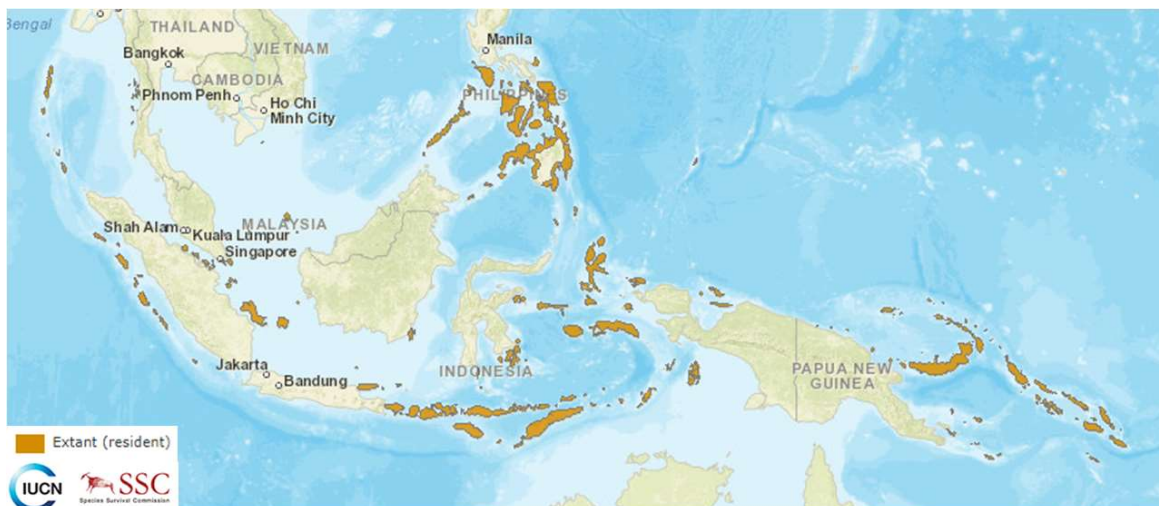 Bengal
THAILAND
Bangkok
VIETNAM
CAMBODIA
Phnom Penh
Ho Chi
Minh City
Manila
PHILIPPINES
Shah Alam
MALAYSIA
Kuala Lumpur
Singapore
Jakarta
Bandung
INDONESIA
PAPUA NEW
GUINEA
Extant (resident)
IUCN
SSC
Species Survival Commission